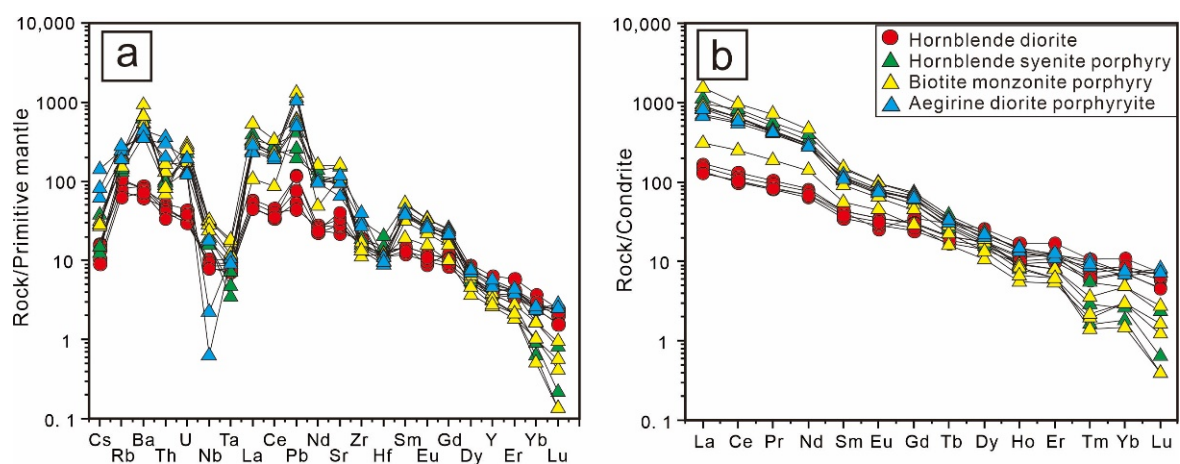 a
Rock/Primitive mantle
10,000
1000
100
10
1
0.1
Cs Rb Ba Th U Nb Ta La Ce Pb Nd Sr Zr Hf Sm Eu Gd Dy Y Er Yb Lu
b
Rock/Condrite
10,000
1000
100
10
1
0.1
Hornblende diorite
Hornblende syenite porphyry
Biotite monzonite porphyry
Aegirine diorite porphyryite
La Ce Pr Nd Sm Eu Gd Tb Dy Ho Er Tm Yb Lu